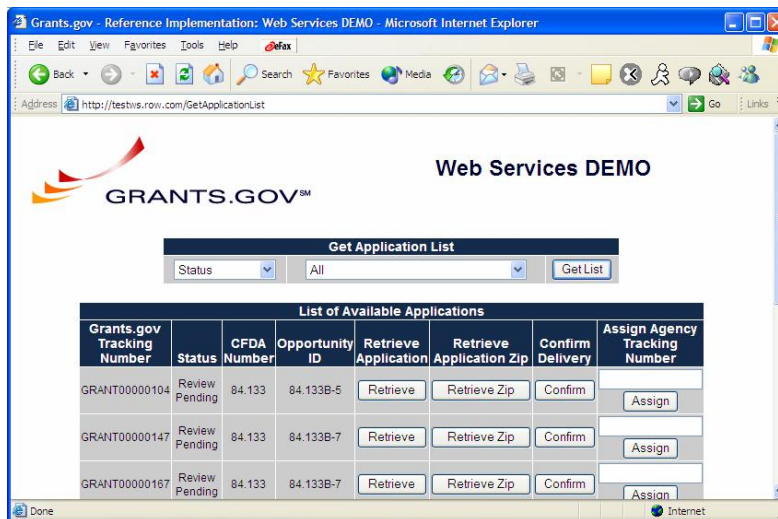 Grants.gov - Reference Implementation: Web Services DEMO - Microsoft Internet Explorer
File Edit View Favorites Tools Help eFax
Back Search Favorites Media
Address http://testws.row.com/GetApplicationList Go Links
GRANTS.GOV℠
Web Services DEMO
Get Application List
Status All Get List
List of Available Applications
Grants.gov Tracking Number Status CFDA Number Opportunity ID Retrieve Application Retrieve Application Zip Confirm Delivery Assign Agency Tracking Number
GRANT00000104 Review Pending 84.133 84.133B-5 Retrieve Retrieve Zip Confirm Assign
GRANT00000147 Review Pending 84.133 84.133B-7 Retrieve Retrieve Zip Confirm Assign
GRANT00000167 Review Pending 84.133 84.133B-7 Retrieve Retrieve Zip Confirm Assign
Done Internet